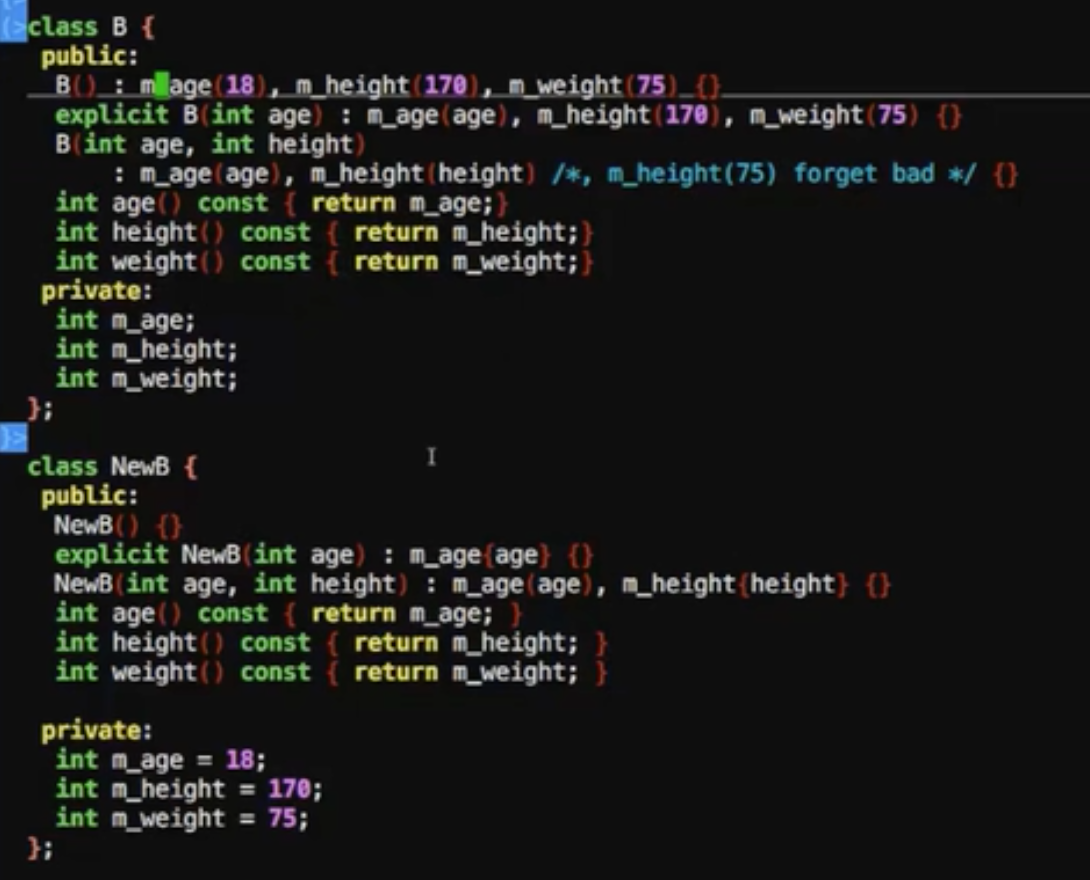 class B {
 public:
  B() : m_age(18), m_height(170), m_weight(75) {}
  explicit B(int age) : m_age(age), m_height(170), m_weight(75) {}
  B(int age, int height)
      : m_age(age), m_height(height) /*, m_height(75) forget bad */ {}
  int age() const { return m_age;}
  int height() const { return m_height;}
  int weight() const { return m_weight;}
 private:
  int m_age;
  int m_height;
  int m_weight;
};
class NewB {
 public:
  NewB() {}
  explicit NewB(int age) : m_age{age} {}
  NewB(int age, int height) : m_age(age), m_height{height} {}
  int age() const { return m_age; }
  int height() const { return m_height; }
  int weight() const { return m_weight; }
 private:
  int m_age = 18;
  int m_height = 170;
  int m_weight = 75;
};